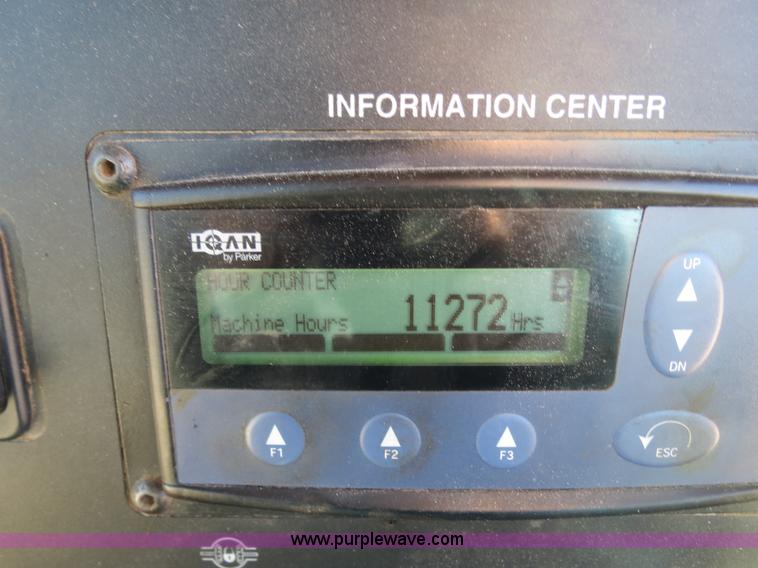 INFORMATION CENTER
IQAN
by Parker
HOUR COUNTER
Machine Hours 11272 Hrs
UP
DN
F1 F2 F3 ESC
www.purplewave.com